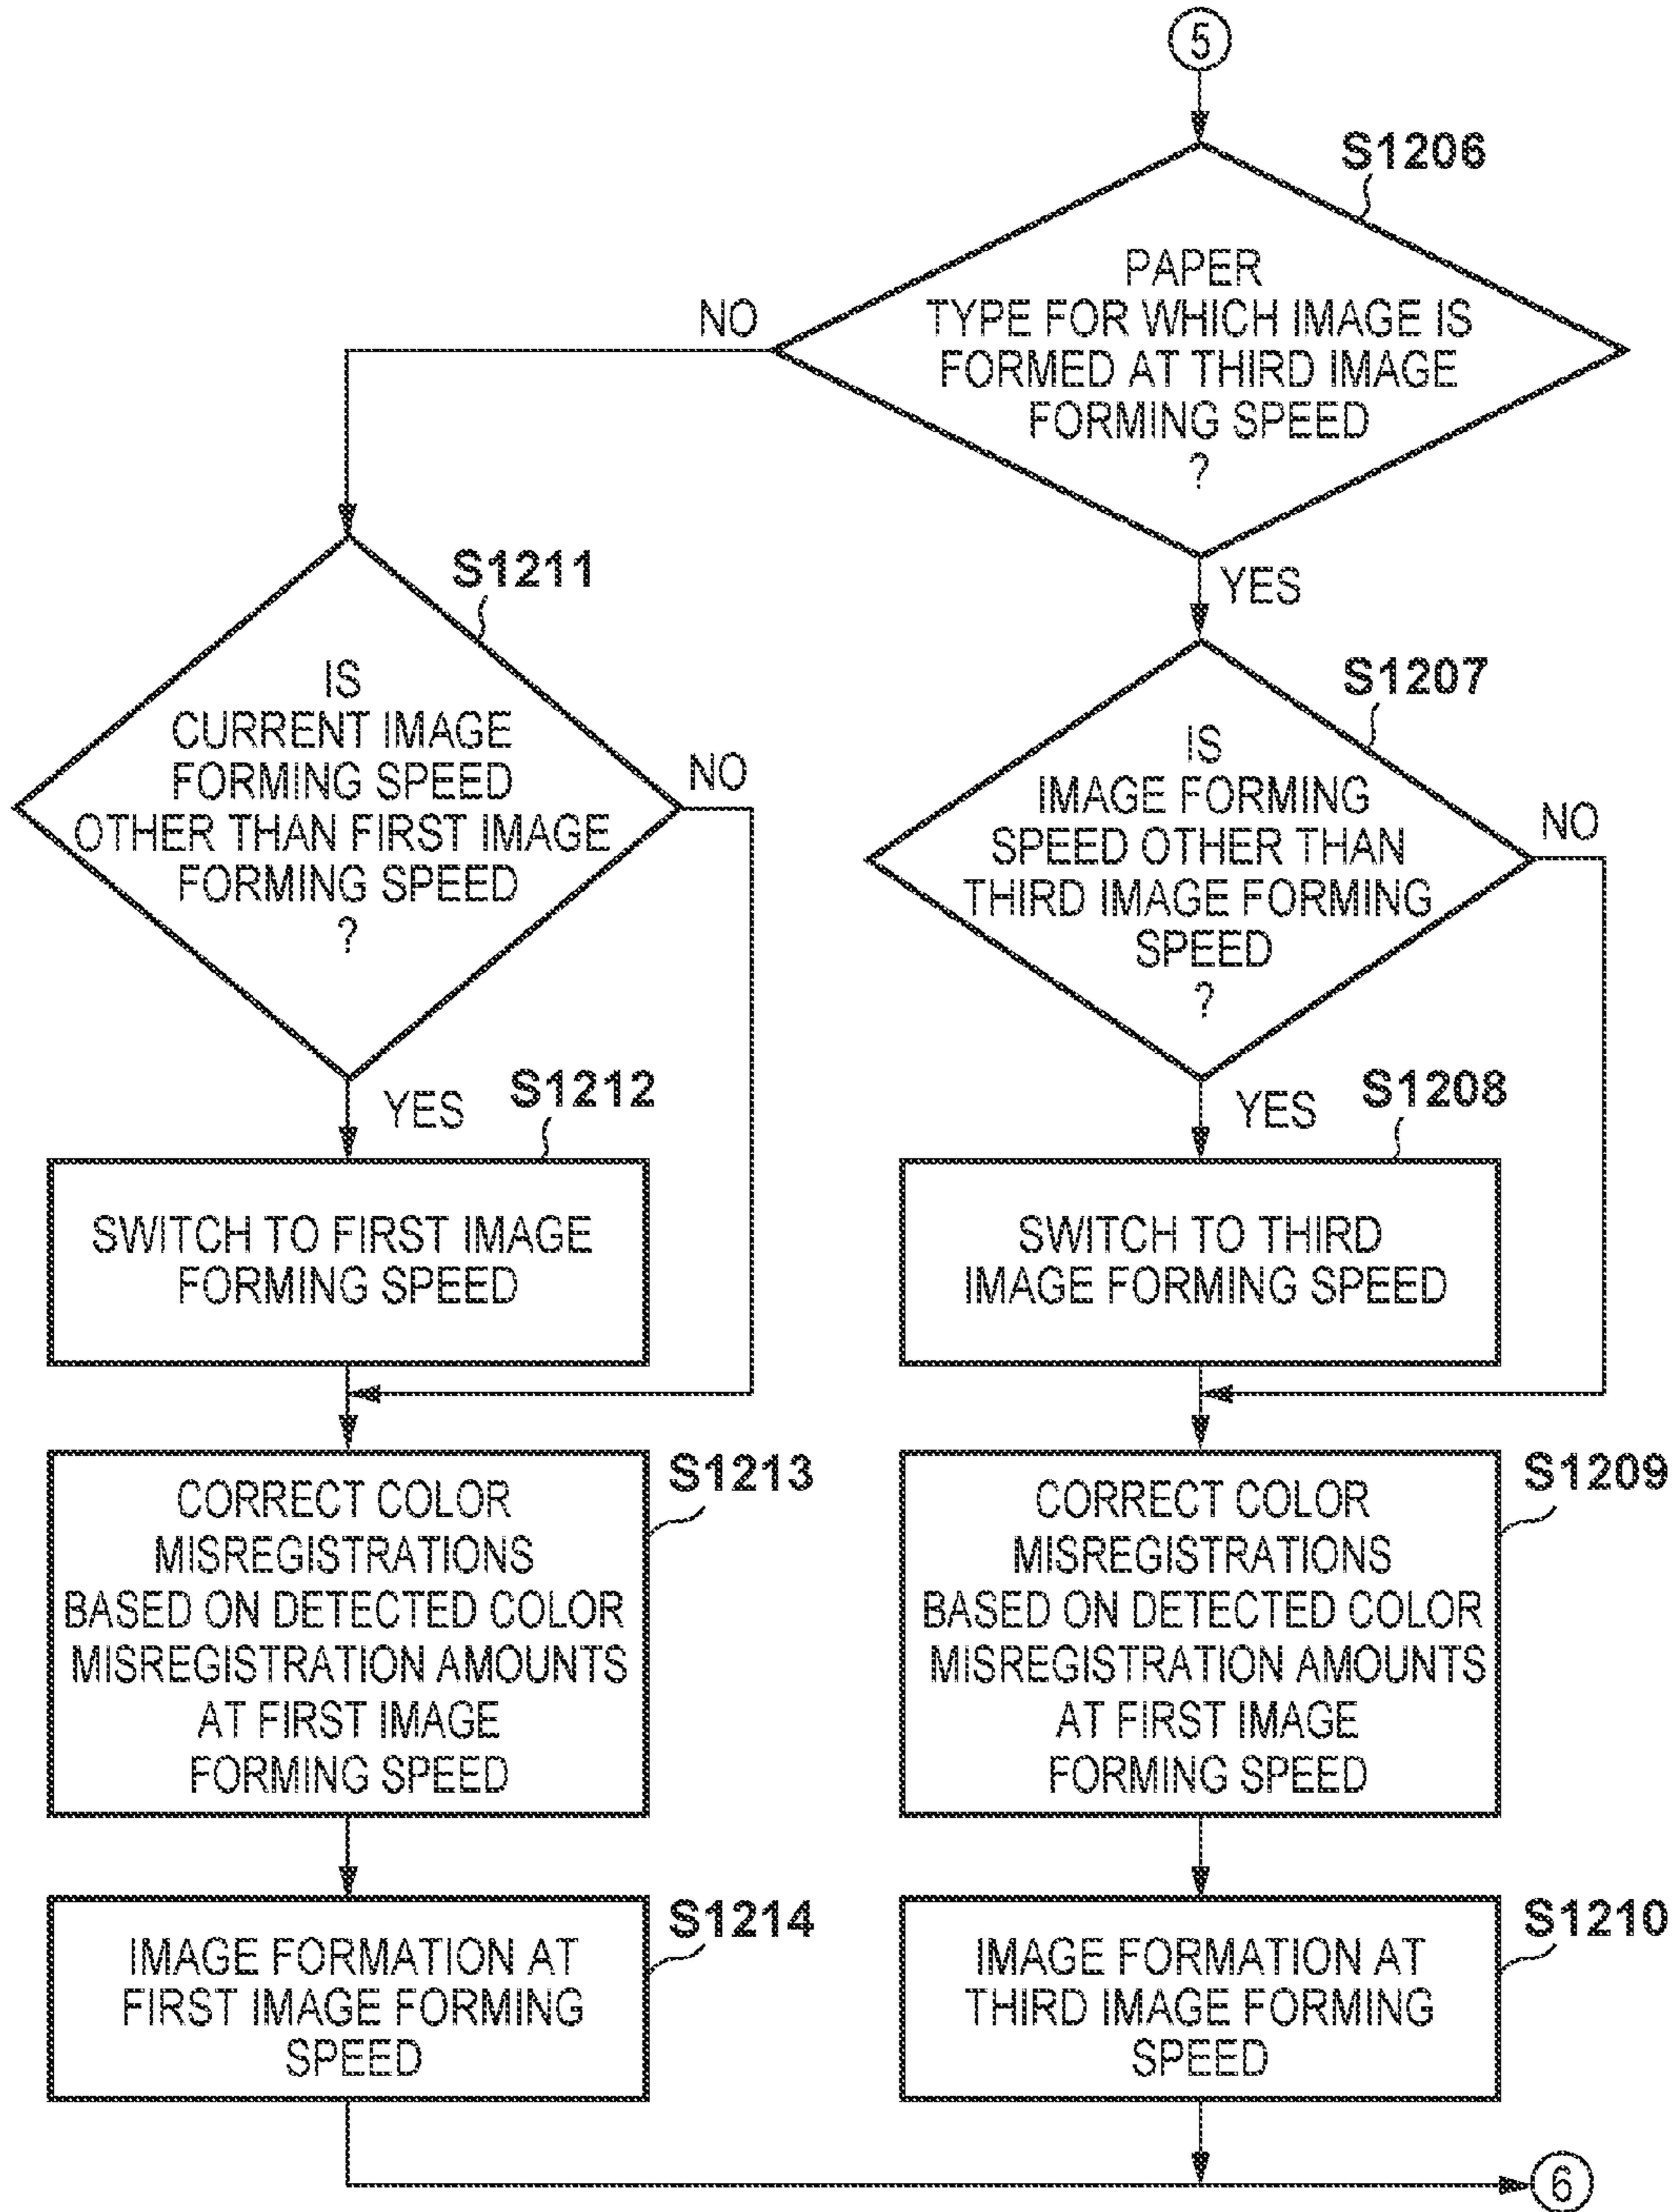 5
S1206
PAPER
TYPE FOR WHICH IMAGE IS
FORMED AT THIRD IMAGE
FORMING SPEED
?
NO
YES
S1211
IS
CURRENT IMAGE
FORMING SPEED
OTHER THAN FIRST IMAGE
FORMING SPEED
?
NO
YES
S1207
IS
IMAGE FORMING
SPEED OTHER THAN
THIRD IMAGE FORMING
SPEED
?
NO
YES
S1212
SWITCH TO FIRST IMAGE
FORMING SPEED
S1208
SWITCH TO THIRD
IMAGE FORMING SPEED
S1213
CORRECT COLOR
MISREGISTRATIONS
BASED ON DETECTED COLOR
MISREGISTRATION AMOUNTS
AT FIRST IMAGE
FORMING SPEED
S1209
CORRECT COLOR
MISREGISTRATIONS
BASED ON DETECTED COLOR
MISREGISTRATION AMOUNTS
AT FIRST IMAGE
FORMING SPEED
S1214
IMAGE FORMATION AT
FIRST IMAGE FORMING
SPEED
S1210
IMAGE FORMATION AT
THIRD IMAGE FORMING
SPEED
6